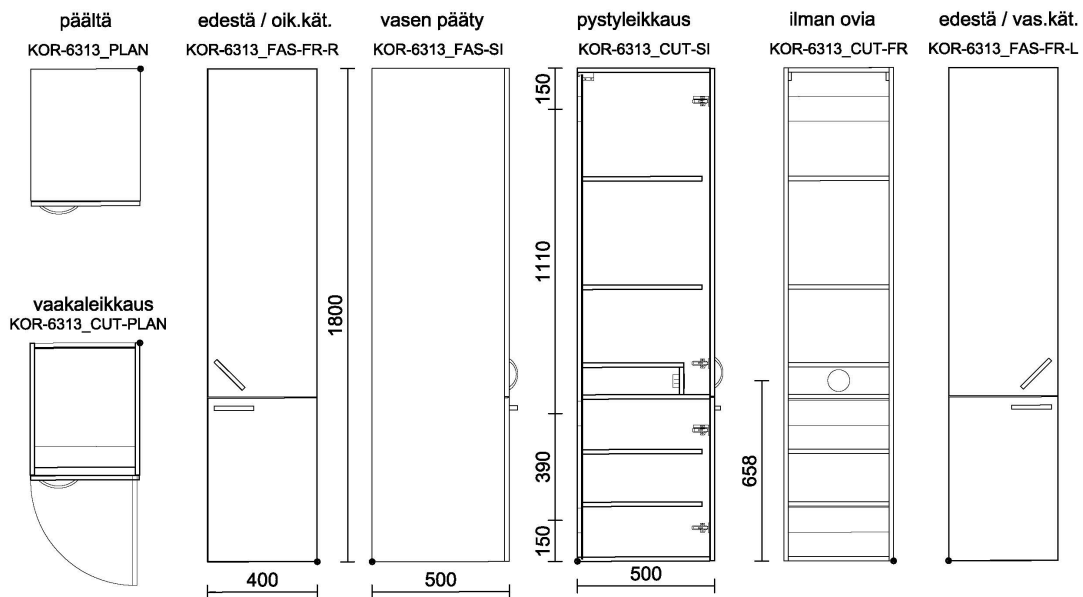 päältä
KOR-6313_PLAN
edestä / oik.kät.
KOR-6313_FAS-FR-R
vasen pääty
KOR-6313_FAS-SI
pystyleikkaus
KOR-6313_CUT-SI
ilman ovia
KOR-6313_CUT-FR
edestä / vas.kät.
KOR-6313_FAS-FR-L
vaakaleikkaus
KOR-6313_CUT-PLAN
1800
150
1110
390
150
658
400
500
500